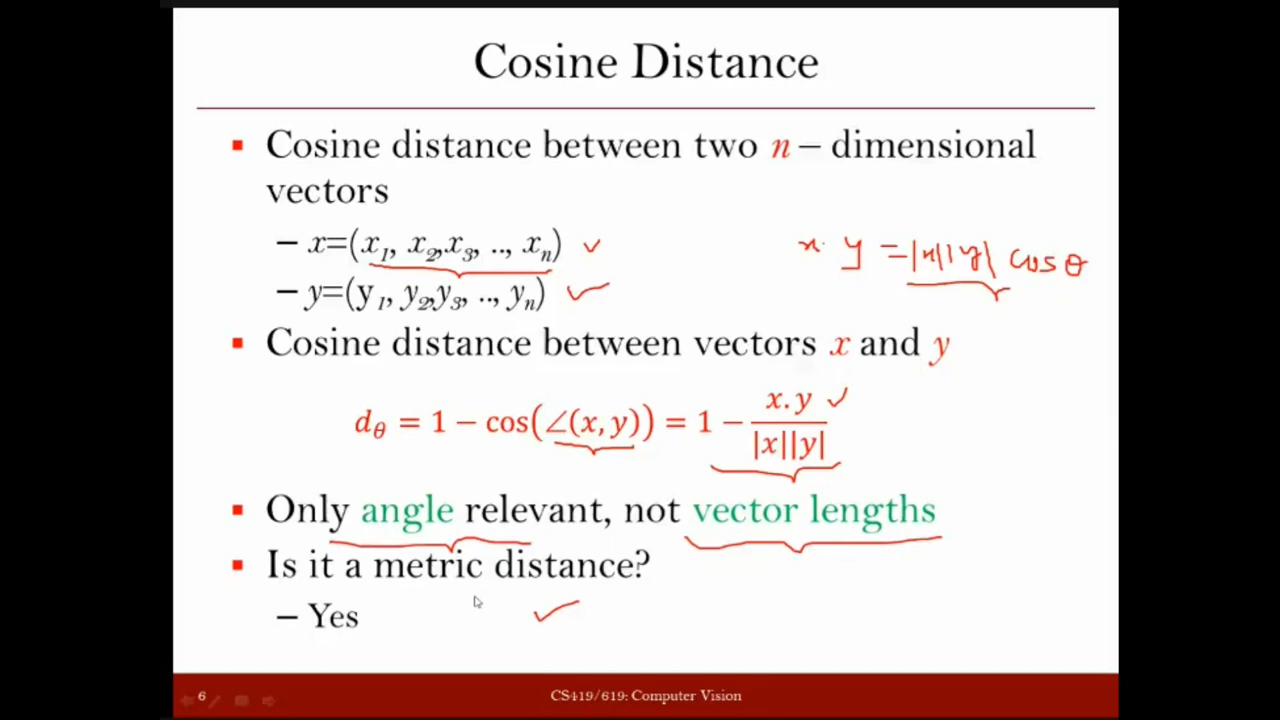 Cosine Distance
▪ Cosine distance between two n – dimensional
vectors
– x=(x₁, x₂,x₃, .., xₙ)
x. y = |x||y| cos θ
– y=(y₁, y₂,y₃, .., yₙ)
▪ Cosine distance between vectors x and y
d_θ = 1 − cos(∠(x, y)) = 1 − x. y / |x||y|
▪ Only angle relevant, not vector lengths
▪ Is it a metric distance?
– Yes
6 CS419/619: Computer Vision